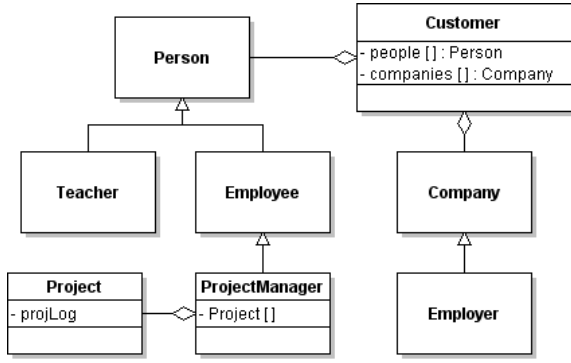 Customer
- people [] : Person
- companies [] : Company
Person
Teacher
Employee
Company
Project
- projLog
ProjectManager
- Project []
Employer